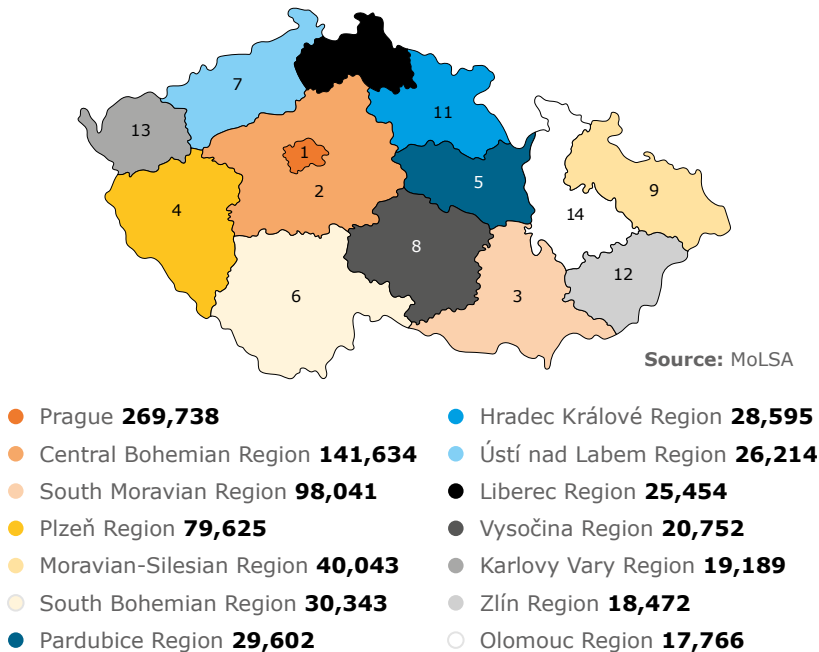 7
11
13
1
5
2
9
4
14
8
12
6
3
Source: MoLSA
Prague 269,738
Central Bohemian Region 141,634
South Moravian Region 98,041
Plzeň Region 79,625
Moravian-Silesian Region 40,043
South Bohemian Region 30,343
Pardubice Region 29,602
Hradec Králové Region 28,595
Ústí nad Labem Region 26,214
Liberec Region 25,454
Vysočina Region 20,752
Karlovy Vary Region 19,189
Zlín Region 18,472
Olomouc Region 17,766